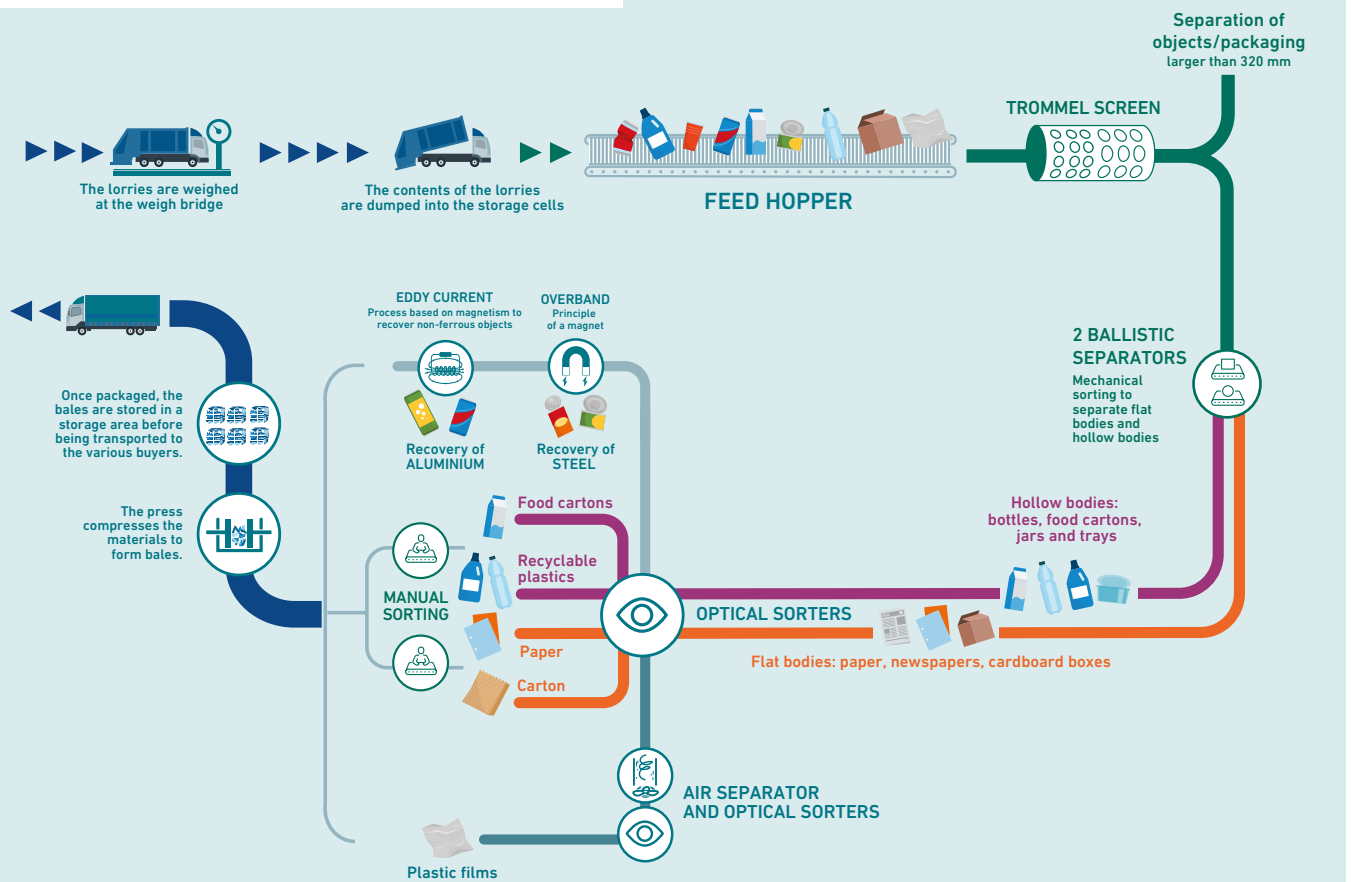 Separation of
objects/packaging
larger than 320 mm
TROMMEL SCREEN
The lorries are weighed
at the weigh bridge
The contents of the lorries
are dumped into the storage cells
FEED HOPPER
EDDY CURRENT
Process based on magnetism to
recover non-ferrous objects
OVERBAND
Principle
of a magnet
2 BALLISTIC
SEPARATORS
Mechanical
sorting to
separate flat
bodies and
hollow bodies
Once packaged, the
bales are stored in a
storage area before
being transported to
the various buyers.
Recovery of
ALUMINIUM
Recovery of
STEEL
The press
compresses the
materials to
form bales.
Food cartons
Hollow bodies:
bottles, food cartons,
jars and trays
Recyclable
plastics
MANUAL
SORTING
OPTICAL SORTERS
Paper
Flat bodies: paper, newspapers, cardboard boxes
Carton
AIR SEPARATOR
AND OPTICAL SORTERS
Plastic films